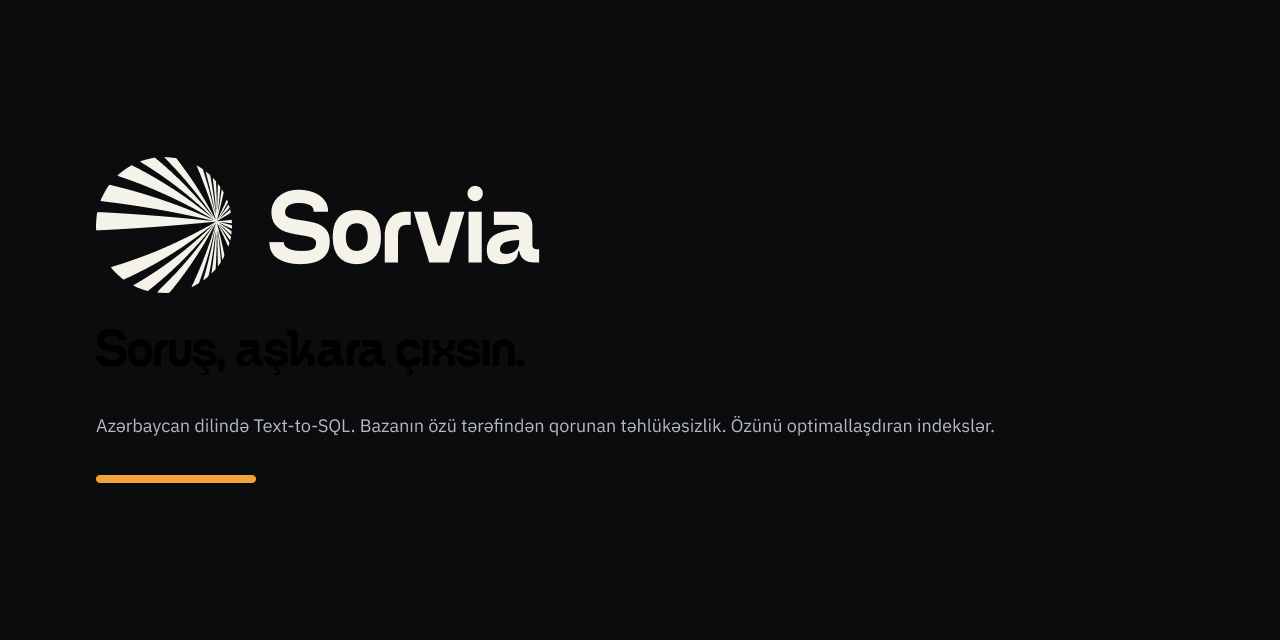 Sorvia
Soruş, aşkara çıxsın.
Azərbaycan dilində Text-to-SQL. Bazanın özü tərəfindən qorunan təhlükəsizlik. Özünü optimallaşdıran indekslər.